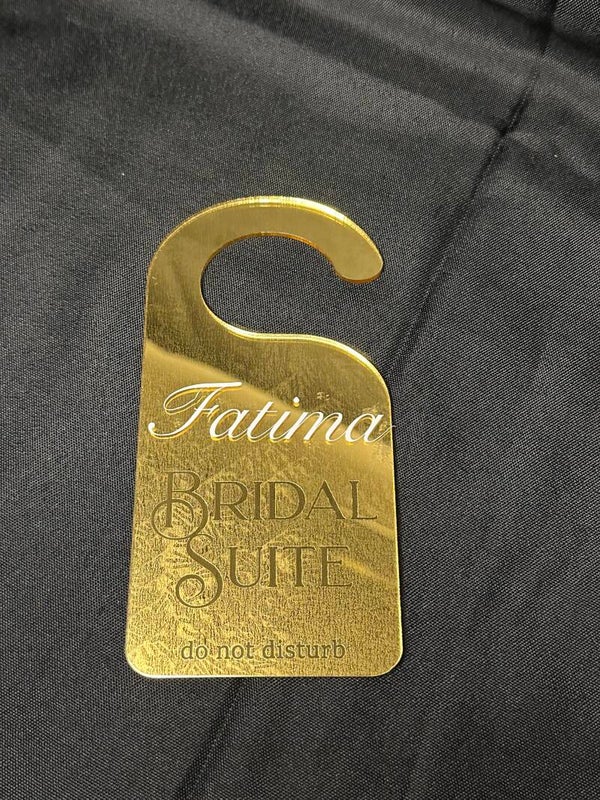 Fatima
BRIDAL
SUITE
do not disturb